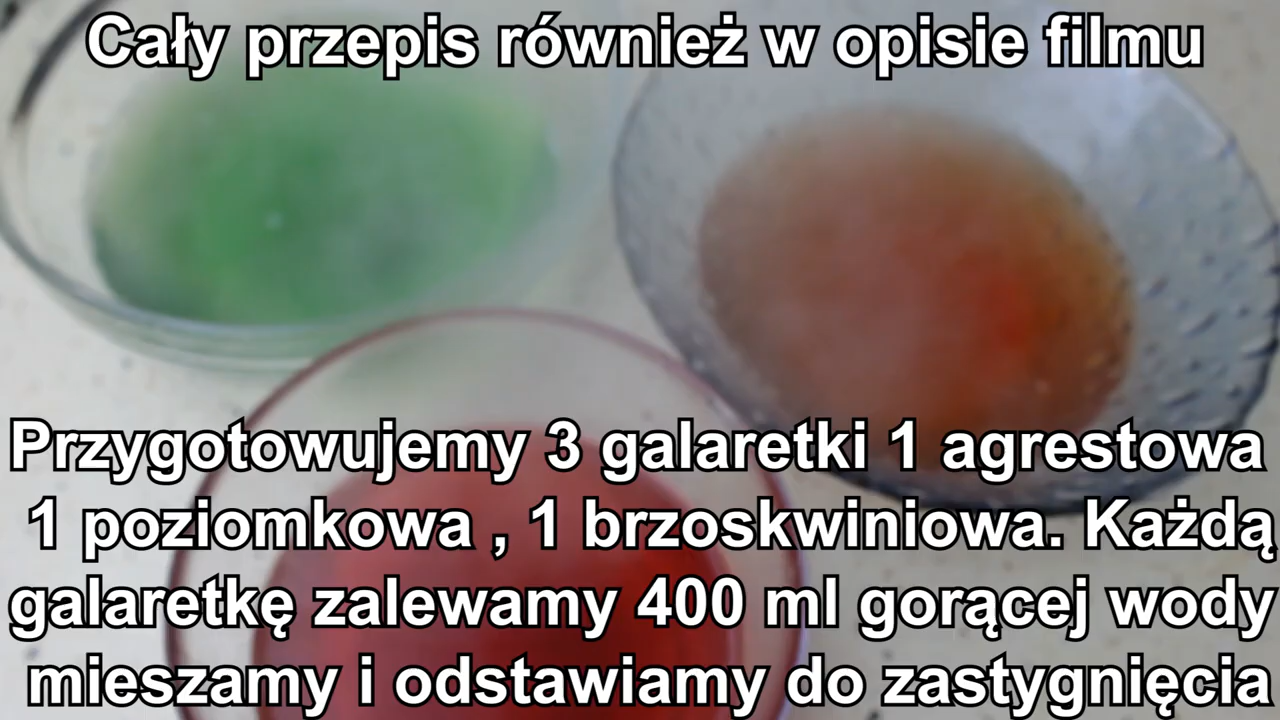 Cały przepis również w opisie filmu
Przygotowujemy 3 galaretki 1 agrestowa
1 poziomkowa , 1 brzoskwiniowa. Każdą
galaretkę zalewamy 400 ml gorącej wody
mieszamy i odstawiamy do zastygnięcia